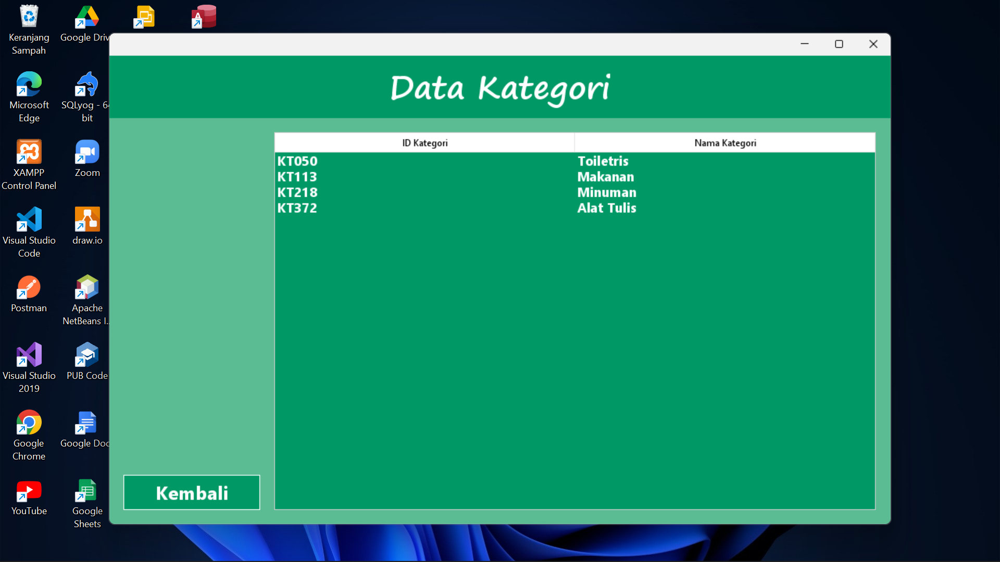 Keranjang
Sampah
Google Driv
Data Kategori
Microsoft
Edge
SQLyog - 64
bit
ID Kategori
Nama Kategori
KT050
Toiletris
KT113
Makanan
KT218
Minuman
KT372
Alat Tulis
XAMPP
Control Panel
Zoom
Visual Studio
Code
draw.io
Postman
Apache
NetBeans I...
Visual Studio
2019
PUB Code
Google
Chrome
Google Doc
Kembali
YouTube
Google
Sheets